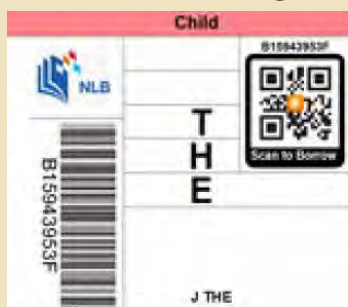 Child
B15943953F
NLB
Scan to Borrow
T
H
E
B15943953F
J THE